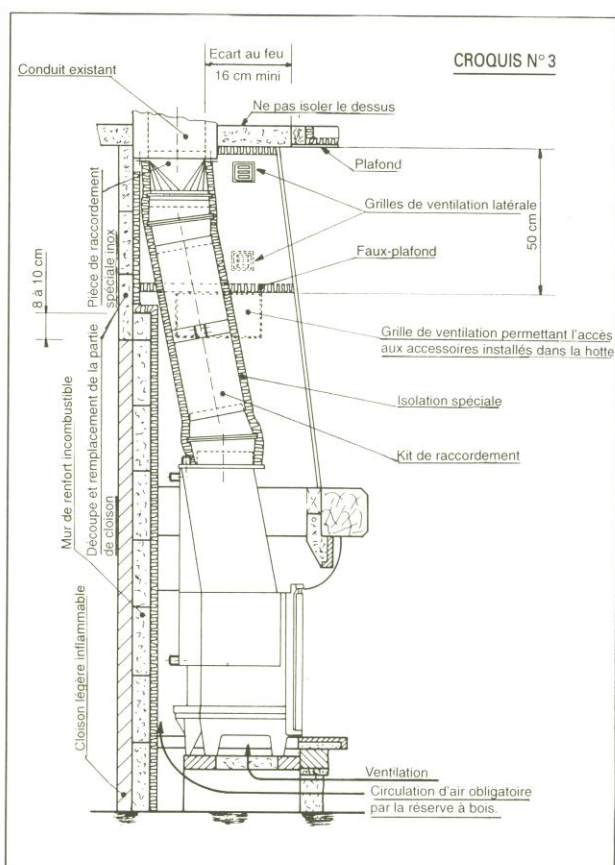 Ecart au feu
16 cm mini
CROQUIS N° 3
Conduit existant
Ne pas isoler le dessus
Plafond
Grilles de ventilation latérale
50 cm
Faux-plafond
Pièce de raccordement
spéciale inox
8 à 10 cm
Grille de ventilation permettant l'accès
aux accessoires installés dans la hotte
Isolation spéciale
Kit de raccordement
Découpe et remplacement de la partie
de cloison
Mur de renfort incombustible
Cloison légère inflammable
Ventilation
Circulation d'air obligatoire
par la réserve à bois.